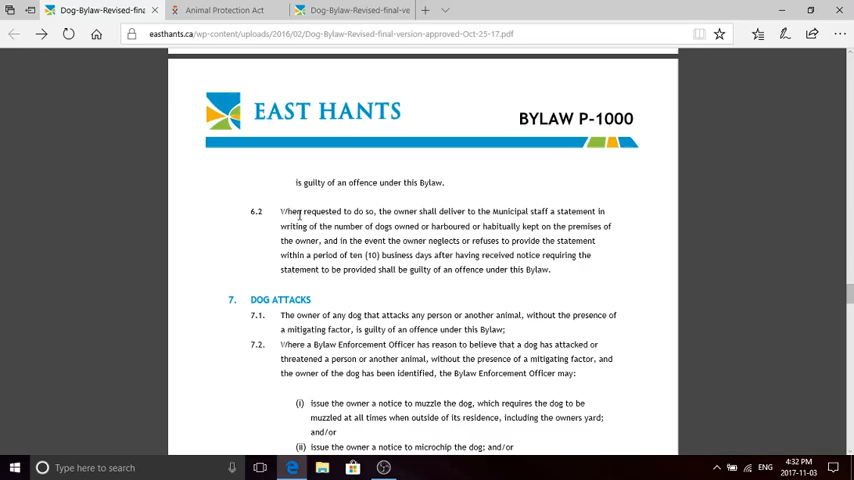 Dog-Bylaw-Revised-fina
Animal Protection Act
Dog-Bylaw-Revised-final-ve
easthants.ca/wp-content/uploads/2016/02/Dog-Bylaw-Revised-final-version-approved-Oct-25-17.pdf
EAST HANTS
BYLAW P-1000
is guilty of an offence under this Bylaw.
6.2 When requested to do so, the owner shall deliver to the Municipal staff a statement in
writing of the number of dogs owned or harboured or habitually kept on the premises of
the owner, and in the event the owner neglects or refuses to provide the statement
within a period of ten (10) business days after having received notice requiring the
statement to be provided shall be guilty of an offence under this Bylaw.
7. DOG ATTACKS
7.1. The owner of any dog that attacks any person or another animal, without the presence of
a mitigating factor, is guilty of an offence under this Bylaw;
7.2. Where a Bylaw Enforcement Officer has reason to believe that a dog has attacked or
threatened a person or another animal, without the presence of a mitigating factor, and
the owner of the dog has been identified, the Bylaw Enforcement Officer may:
(i) issue the owner a notice to muzzle the dog, which requires the dog to be
muzzled at all times when outside of its residence, including the owners yard;
and/or
(ii) issue the owner a notice to microchip the dog; and/or
Type here to search
ENG
4:32 PM
2017-11-03